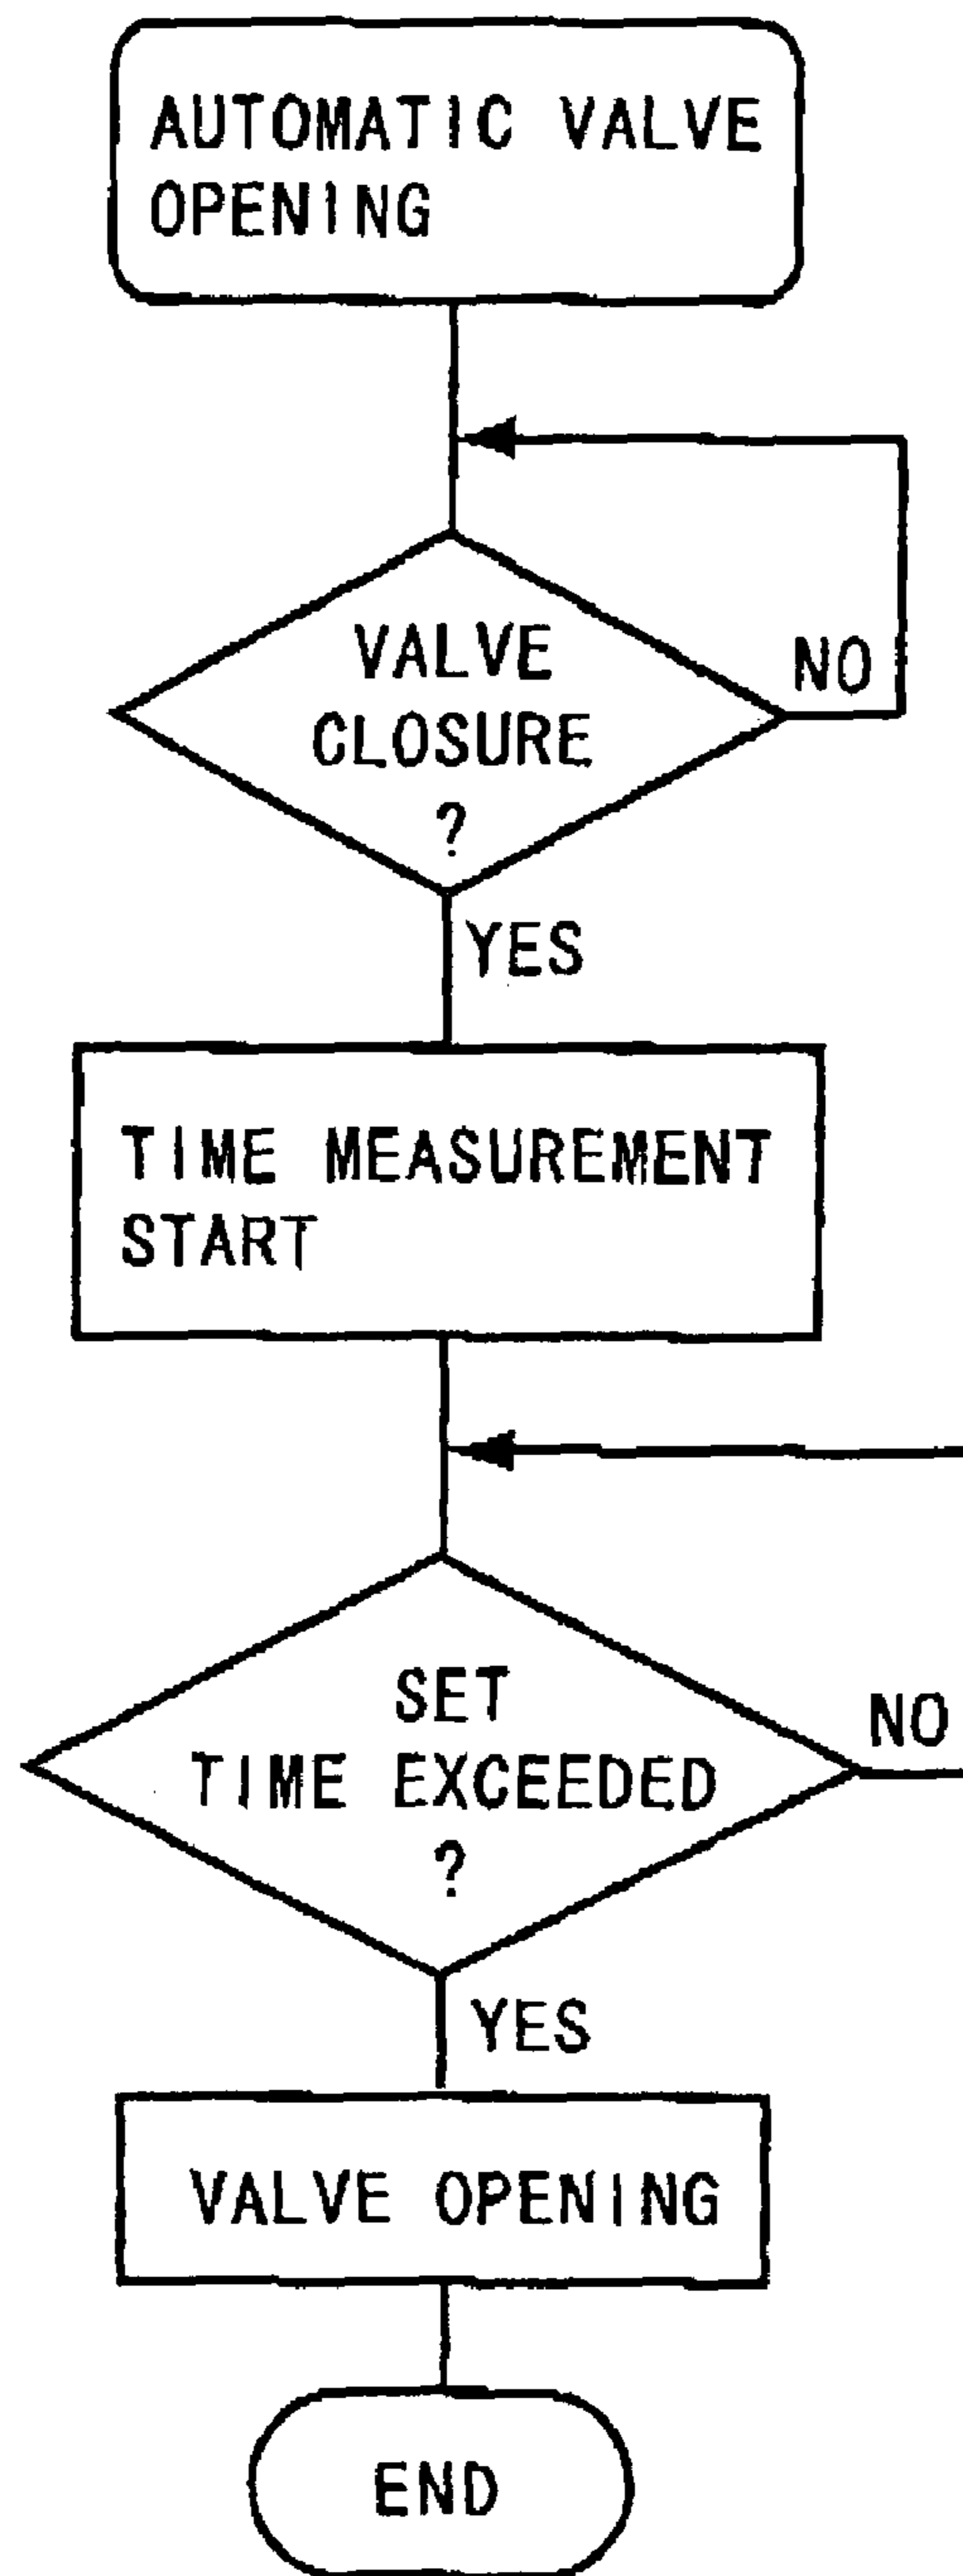 AUTOMATIC VALVE
OPENING
VALVE
CLOSURE
?
NO
YES
TIME MEASUREMENT
START
SET
TIME EXCEEDED
?
NO
YES
VALVE OPENING
END